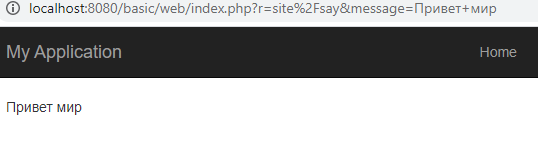 localhost:8080/basic/web/index.php?r=site%2Fsay&message=Привет+мир
My Application Home
Привет мир